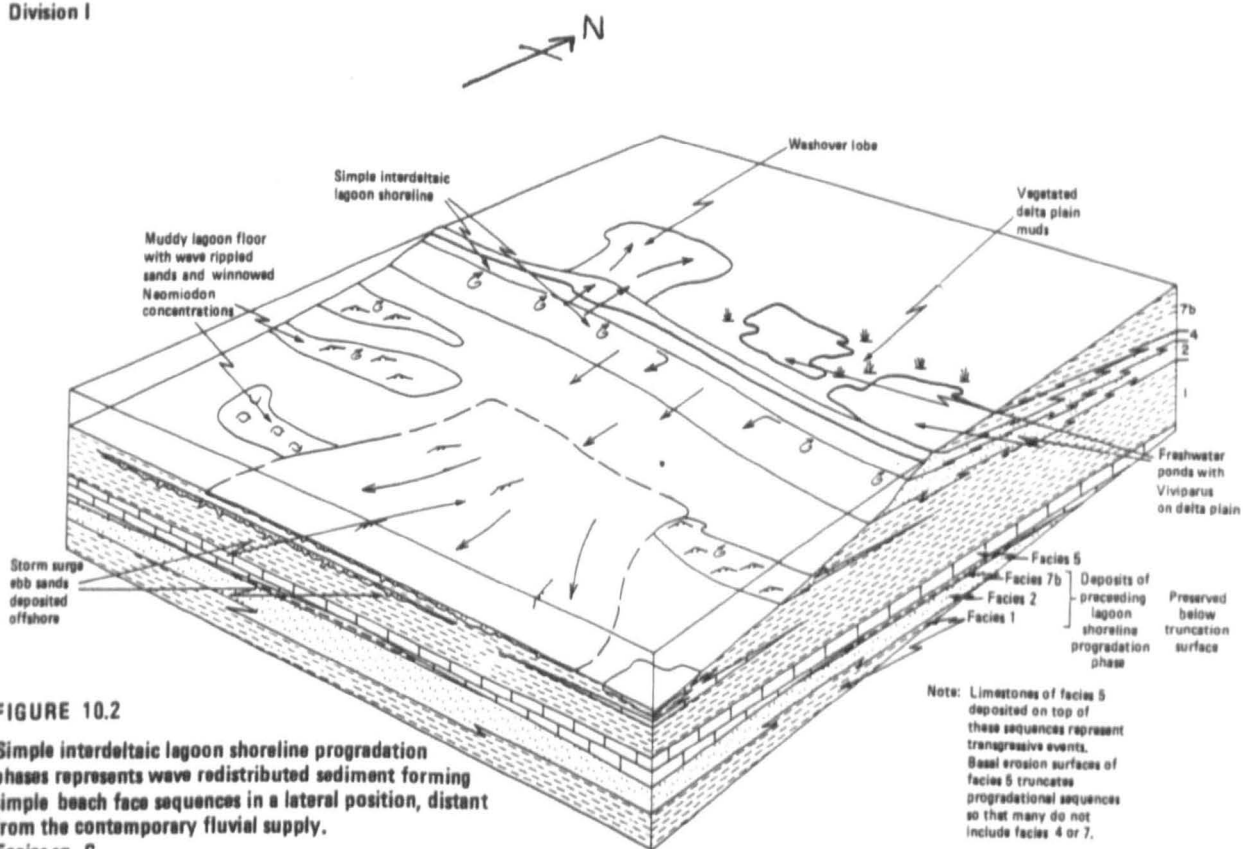 Division I
N
Washover lobe
Simple interdeltaic
lagoon shoreline
Vegetated
delta plain
muds
Muddy lagoon floor
with wave rippled
sands and winnowed
Neomiodon
concentrations
7b
4
2
1
Freshwater
ponds with
Viviparus
on delta plain
Storm surge
ebb sands
deposited
offshore
Facies 5
Facies 7b
Facies 2
Facies 1
Deposits of
preceeding
lagoon
shoreline
progradation
phase
Preserved
below
truncation
surface
Note: Limestones of facies 5
deposited on top of
these sequences represent
transgressive events.
Basal erosion surfaces of
facies 5 truncates
progradational sequences
so that many do not
include facies 4 or 7.
FIGURE 10.2
Simple interdeltaic lagoon shoreline progradation
phases represents wave redistributed sediment forming
simple beach face sequences in a lateral position, distant
from the contemporary fluvial supply.